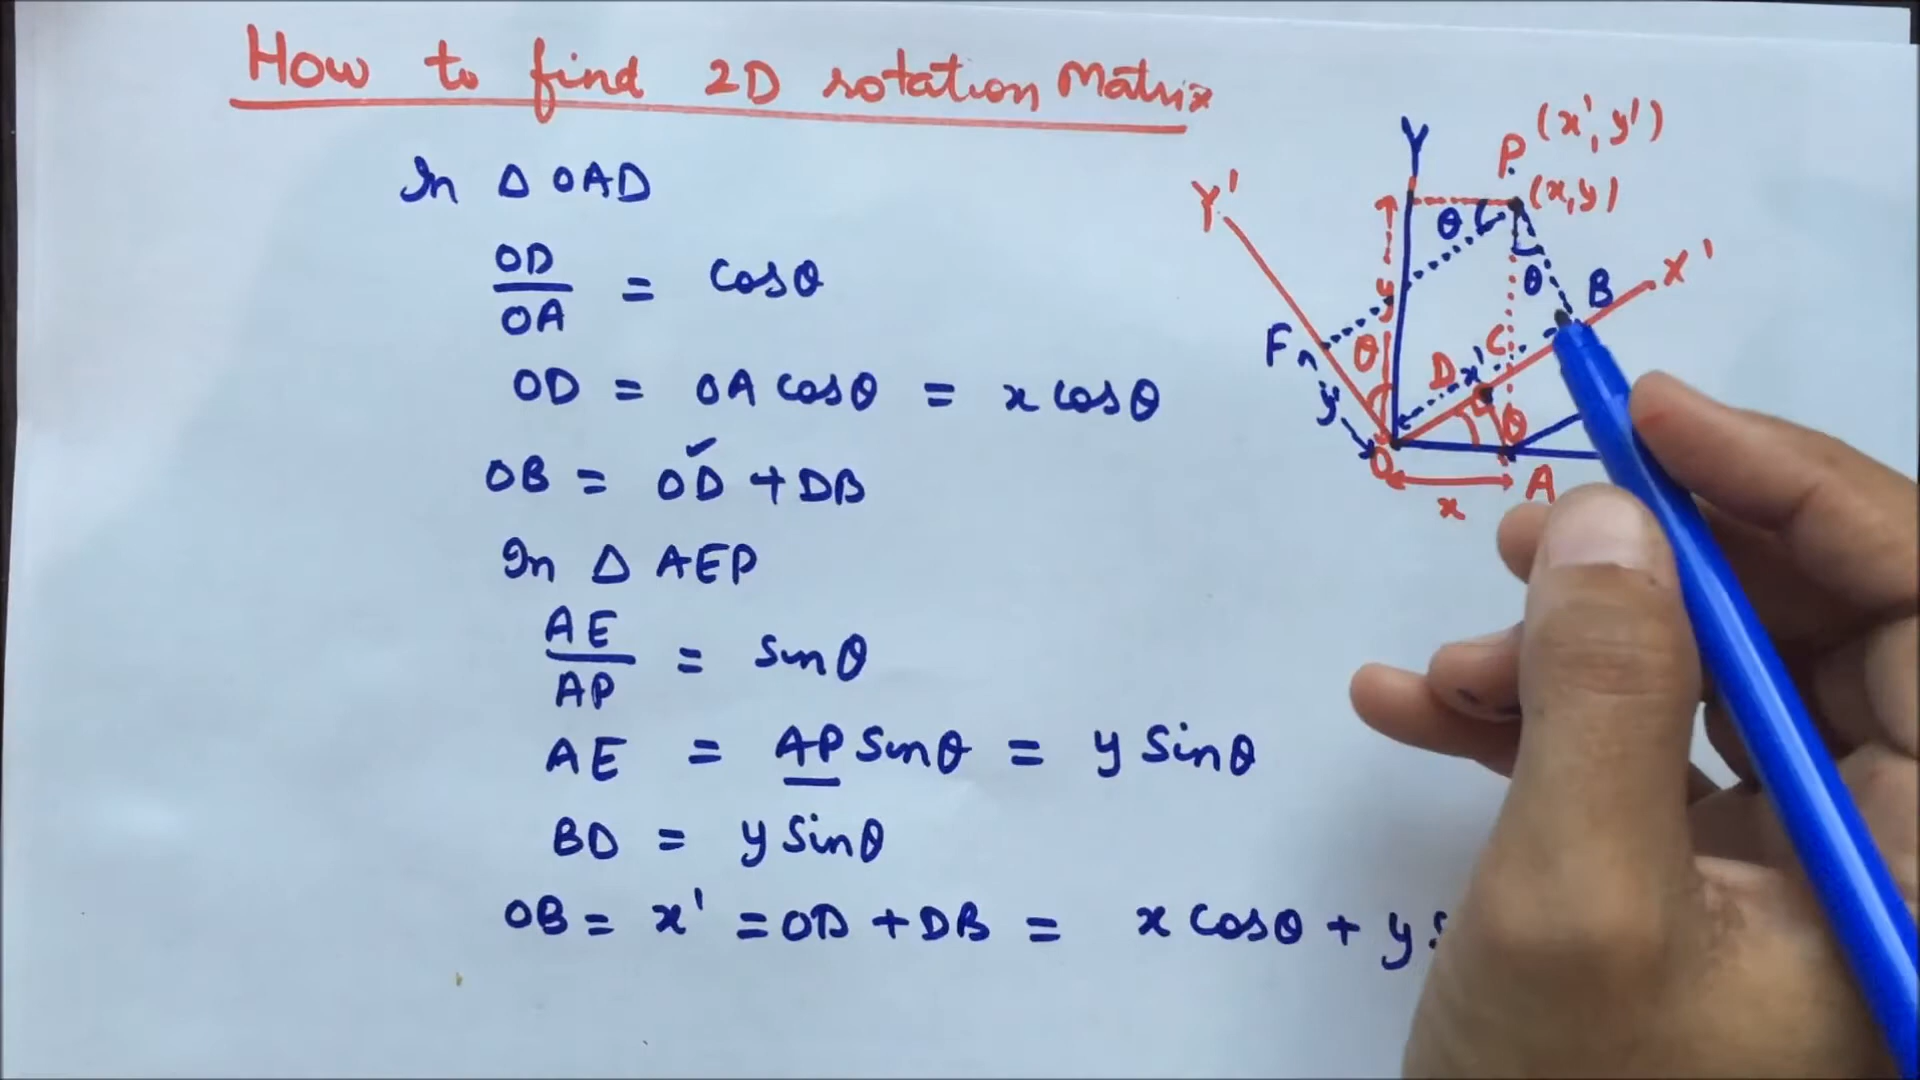 How to find 2D rotation Matrix
In Δ OAD
OD
OA
= cosθ
OD = OA cosθ = x cosθ
OB = OD + DB
In Δ AEP
AE
AP
= sinθ
AE = AP sinθ = y sinθ
BD = y sinθ
OB = x' = OD + DB = x cosθ + y
Y
P (x', y')
(x,y)
Y'
θ
X'
θ
B
y
F
θ
C
D
x'
y'
θ
O
A
x